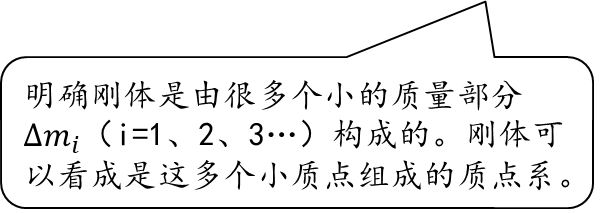 明确刚体是由很多个小的质量部分
Δmᵢ（i=1、2、3…）构成的。刚体可
以看成是这多个小质点组成的质点系。